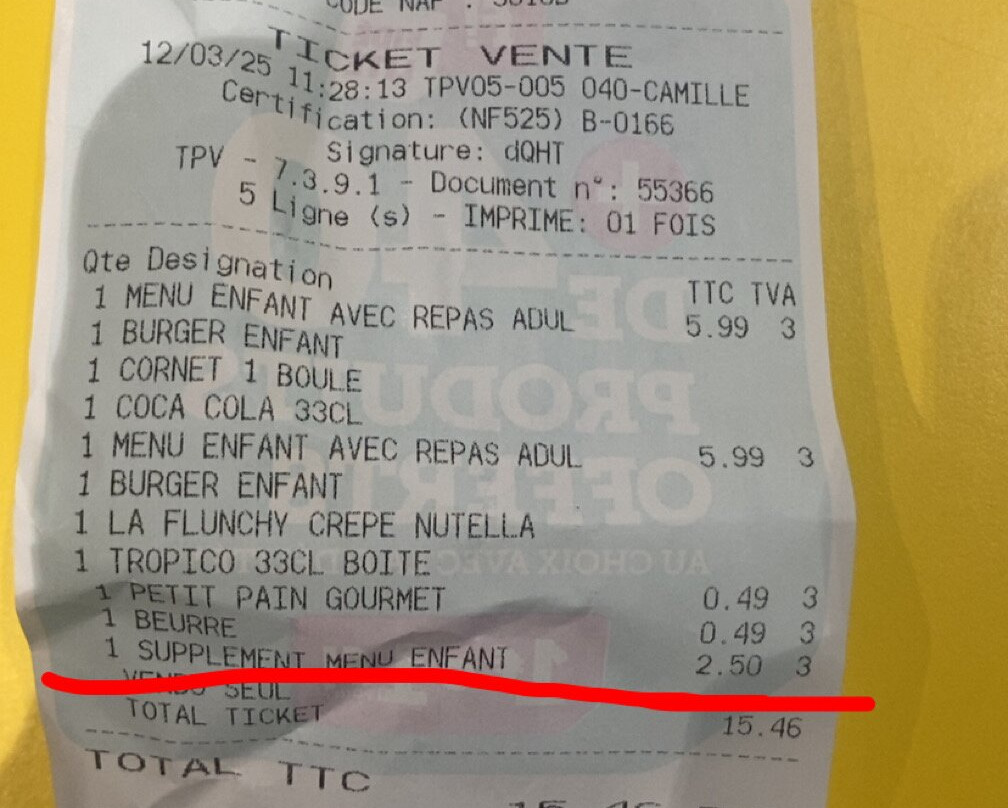 TICKET VENTE
12/03/25 11:28:13 TPV05-005 040-CAMILLE
Certification: (NF525) B-0166
Signature: dQHT
TPV - 7.3.9.1 - Document n°: 55366
5 Ligne (s) - IMPRIME: 01 FOIS
Qte Designation TTC TVA
1 MENU ENFANT AVEC REPAS ADUL 5.99 3
1 BURGER ENFANT
1 CORNET 1 BOULE
1 COCA COLA 33CL
1 MENU ENFANT AVEC REPAS ADUL 5.99 3
1 BURGER ENFANT
1 LA FLUNCHY CREPE NUTELLA
1 TROPICO 33CL BOITE
1 PETIT PAIN GOURMET 0.49 3
1 BEURRE 0.49 3
1 SUPPLEMENT MENU ENFANT 2.50 3
VENDU SEUL
TOTAL TICKET 15.46
TOTAL TTC